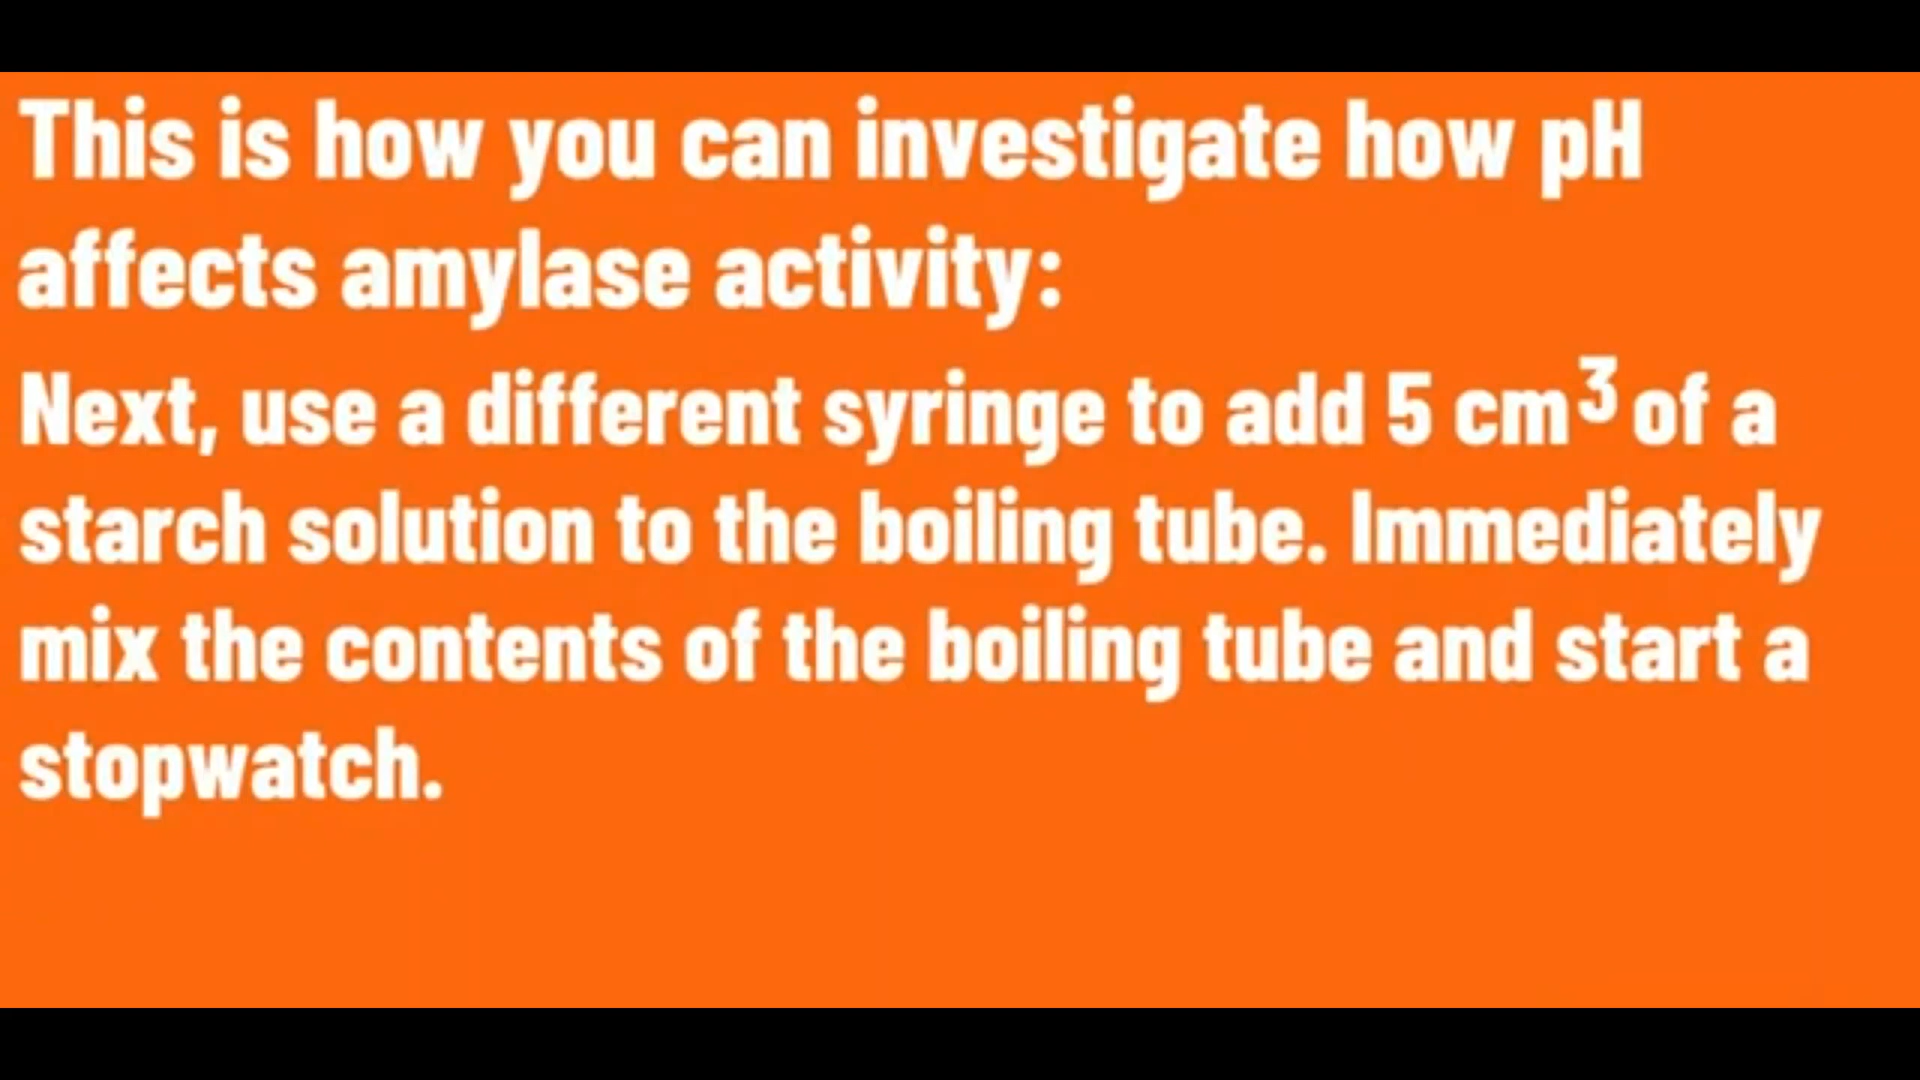 This is how you can investigate how pH
affects amylase activity:
Next, use a different syringe to add 5 cm³ of a
starch solution to the boiling tube. Immediately
mix the contents of the boiling tube and start a
stopwatch.